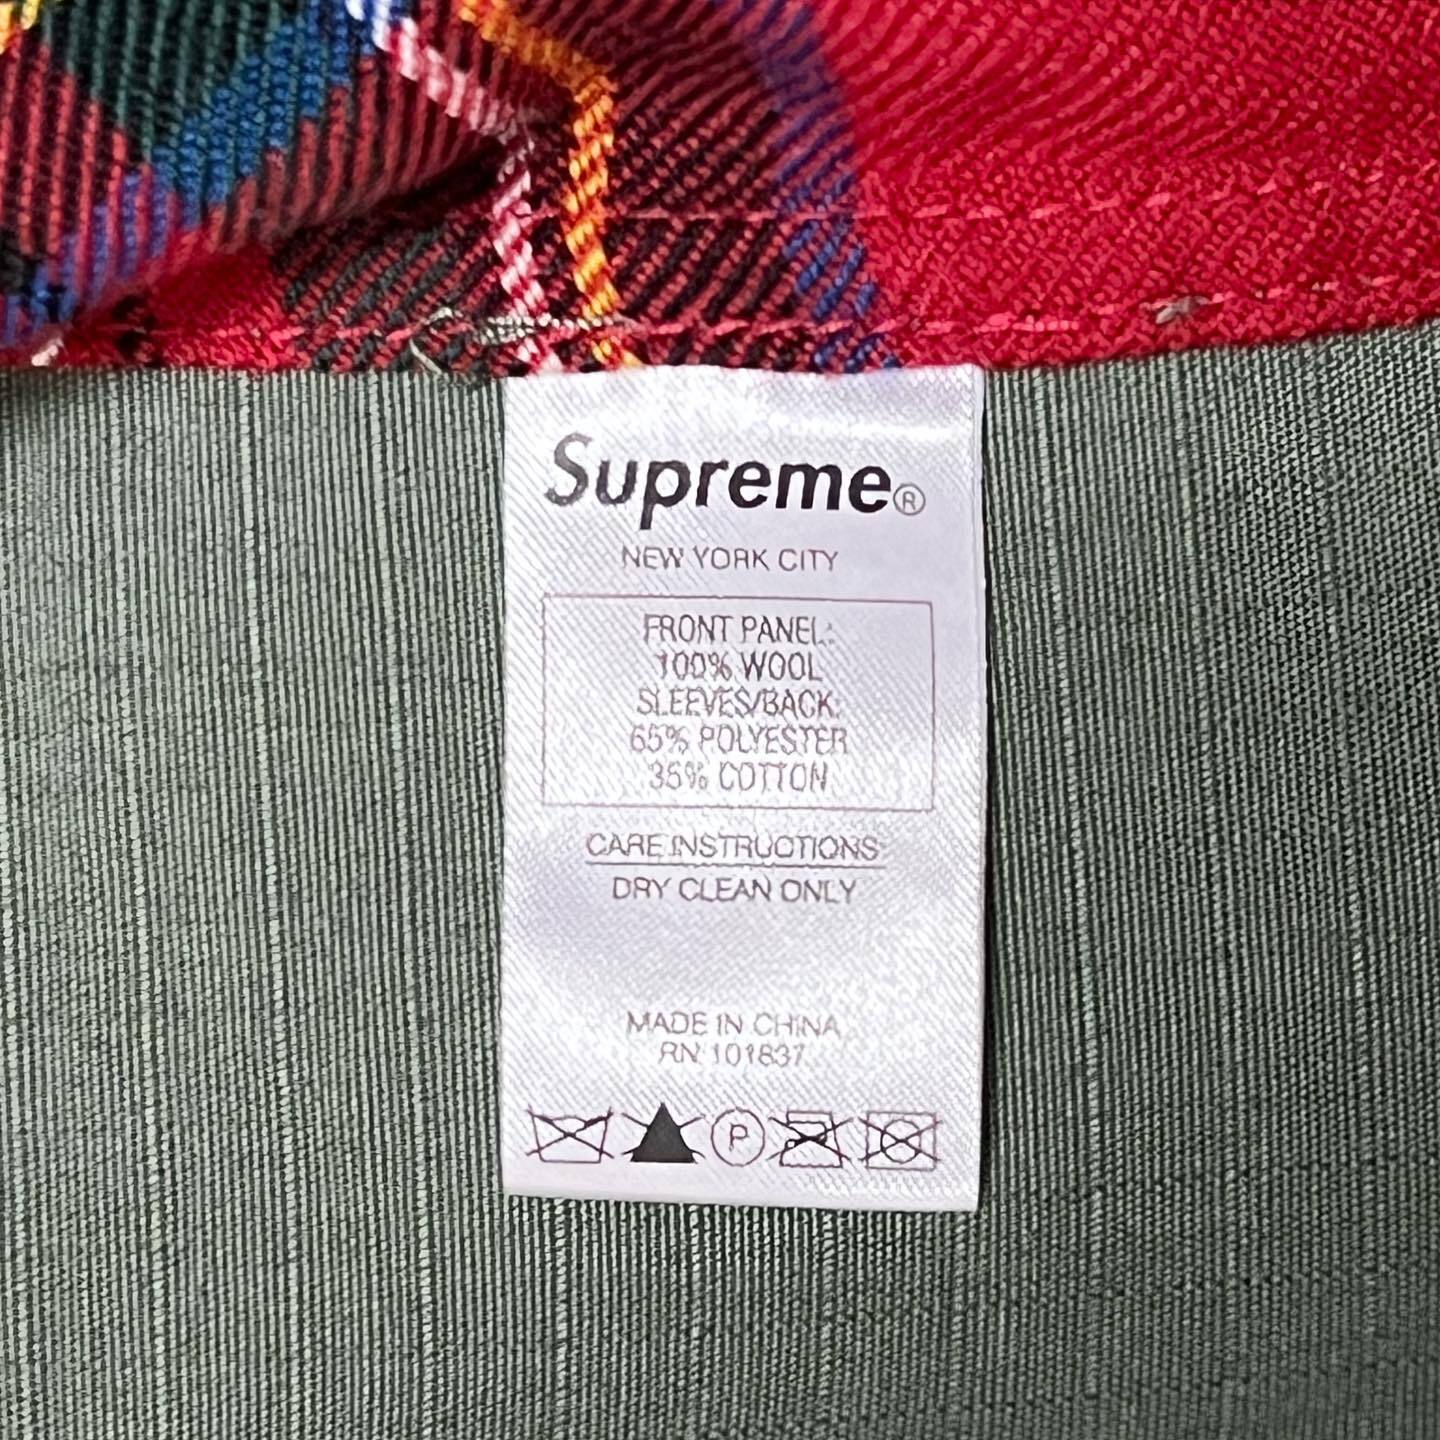 Supreme®
NEW YORK CITY
FRONT PANEL:
100% WOOL
SLEEVES/BACK:
65% POLYESTER
35% COTTON
CARE INSTRUCTIONS
DRY CLEAN ONLY
MADE IN CHINA
RN 101837
P